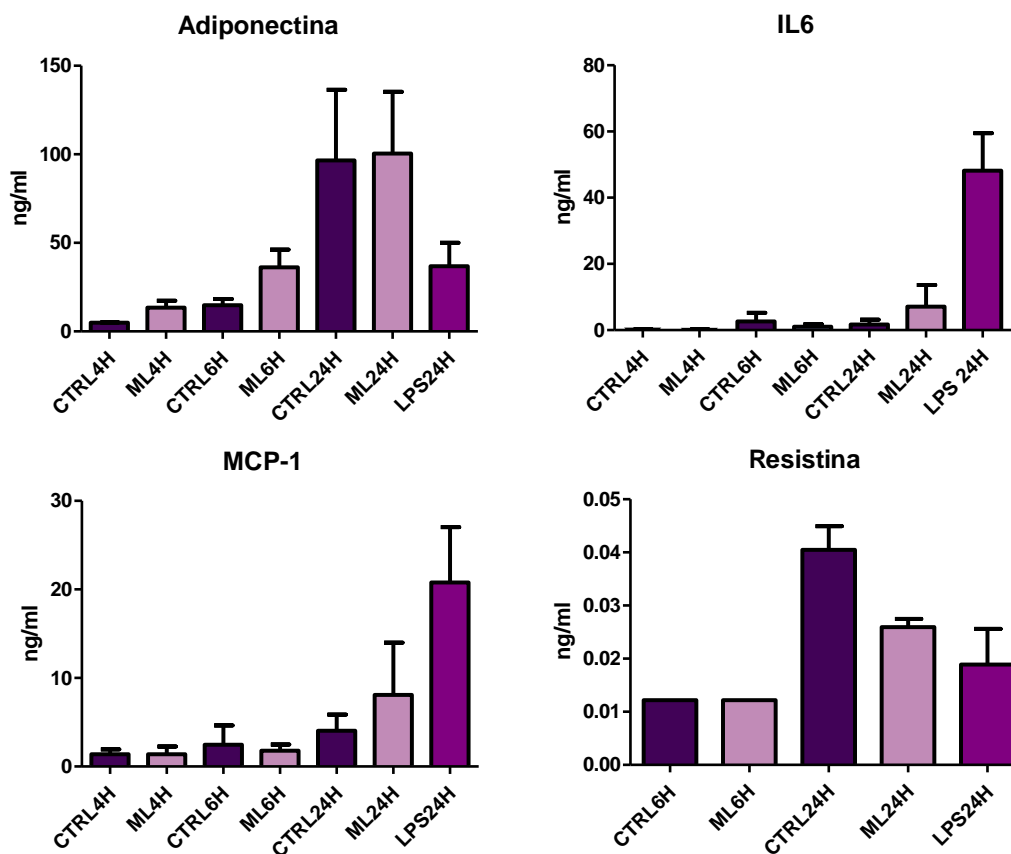 Adiponectina
150
100
50
0
ng/ml
CTRL4H
ML4H
CTRL6H
ML6H
CTRL24H
ML24H
LPS24H
IL6
80
60
40
20
0
ng/ml
CTRL4H
ML4H
CTRL6H
ML6H
CTRL24H
ML24H
LPS 24H
MCP-1
30
20
10
0
ng/ml
CTRL4H
ML4H
CTRL6H
ML6H
CTRL24H
ML24H
LPS24H
Resistina
0.05
0.04
0.03
0.02
0.01
0.00
ng/ml
CTRL6H
ML6H
CTRL24H
ML24H
LPS24H